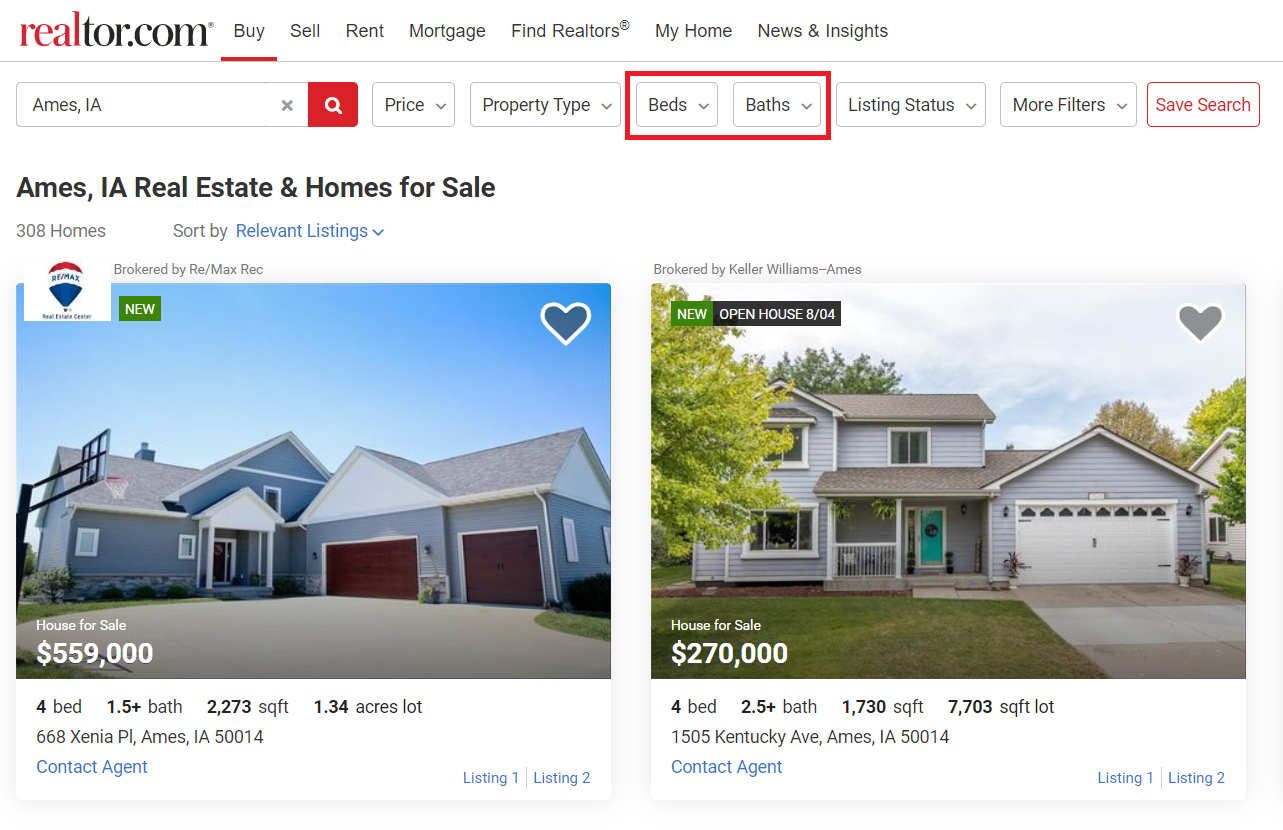 realtor.com®
Buy Sell Rent Mortgage Find Realtors® My Home News & Insights
Ames, IA
Price Property Type Beds Baths Listing Status More Filters Save Search
Ames, IA Real Estate & Homes for Sale
308 Homes Sort by Relevant Listings
RE/MAX
Real Estate Center
Brokered by Re/Max Rec
NEW
House for Sale
$559,000
4 bed 1.5+ bath 2,273 sqft 1.34 acres lot
668 Xenia Pl, Ames, IA 50014
Contact Agent
Listing 1 Listing 2
Brokered by Keller Williams–Ames
NEW OPEN HOUSE 8/04
House for Sale
$270,000
4 bed 2.5+ bath 1,730 sqft 7,703 sqft lot
1505 Kentucky Ave, Ames, IA 50014
Contact Agent
Listing 1 Listing 2